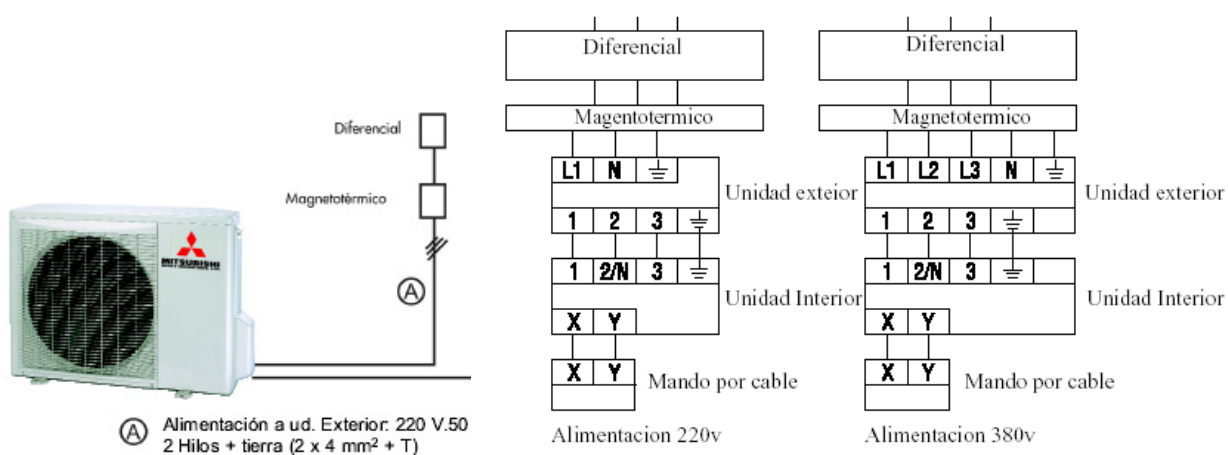 Diferencial
Magnetotérmico
A
MITSUBISHI
A Alimentación a ud. Exterior: 220 V.50
2 Hilos + tierra (2 x 4 mm² + T)
Diferencial
Magentotermico
L1 N
Unidad exteior
1 2 3
1 2/N 3
Unidad Interior
X Y
X Y
Mando por cable
Alimentacion 220v
Diferencial
Magnetotermico
L1 L2 L3 N
Unidad exterior
1 2 3
1 2/N 3
Unidad Interior
X Y
X Y
Mando por cable
Alimentacion 380v